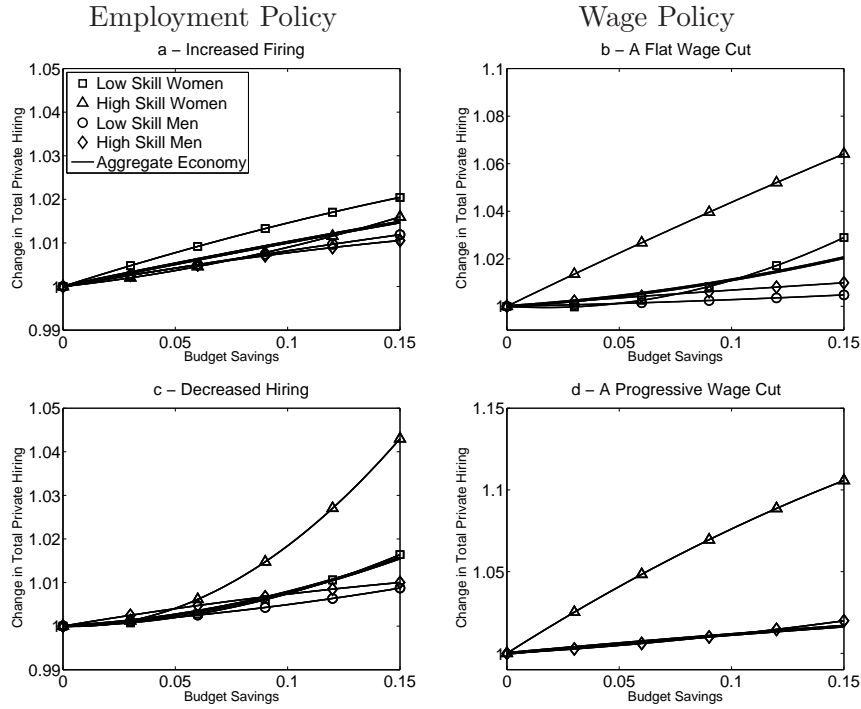 Employment Policy
Wage Policy
a – Increased Firing
Change in Total Private Hiring
1.05
1.04
1.03
1.02
1.01
1
0.99
Low Skill Women
High Skill Women
Low Skill Men
High Skill Men
Aggregate Economy
0
0.05
0.1
0.15
Budget Savings
b – A Flat Wage Cut
Change in Total Private Hiring
1.1
1.08
1.06
1.04
1.02
1
0
0.05
0.1
0.15
Budget Savings
c – Decreased Hiring
Change in Total Private Hiring
1.05
1.04
1.03
1.02
1.01
1
0.99
0
0.05
0.1
0.15
Budget Savings
d – A Progressive Wage Cut
Change in Total Private Hiring
1.15
1.1
1.05
1
0
0.05
0.1
0.15
Budget Savings